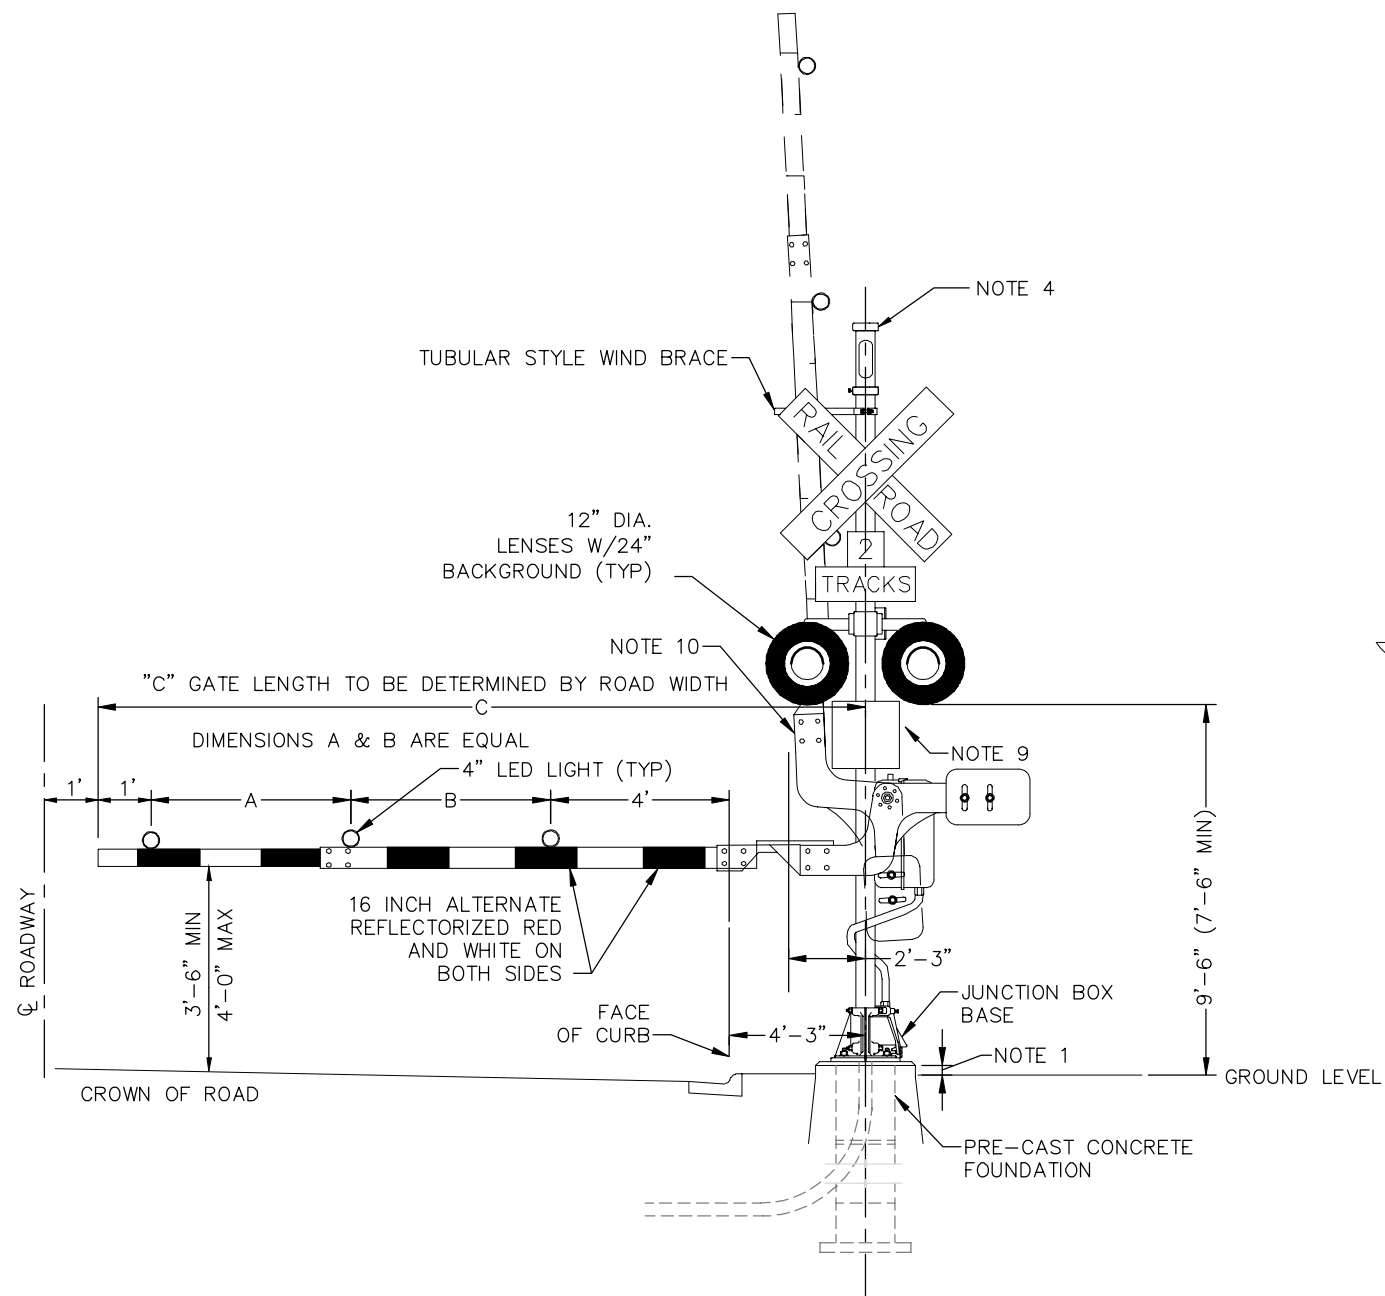 NOTE 4
TUBULAR STYLE WIND BRACE
RAIL
ROAD
CROSSING
12" DIA.
LENSES W/24"
BACKGROUND (TYP)
2
TRACKS
NOTE 10
"C" GATE LENGTH TO BE DETERMINED BY ROAD WIDTH
C
DIMENSIONS A & B ARE EQUAL
NOTE 9
4" LED LIGHT (TYP)
1'
1'
A
B
4'
℄ ROADWAY
3'-6" MIN
4'-0" MAX
16 INCH ALTERNATE
REFLECTORIZED RED
AND WHITE ON
BOTH SIDES
2'-3"
9'-6" (7'-6" MIN)
JUNCTION BOX
BASE
FACE
OF CURB
4'-3"
NOTE 1
GROUND LEVEL
CROWN OF ROAD
PRE-CAST CONCRETE
FOUNDATION